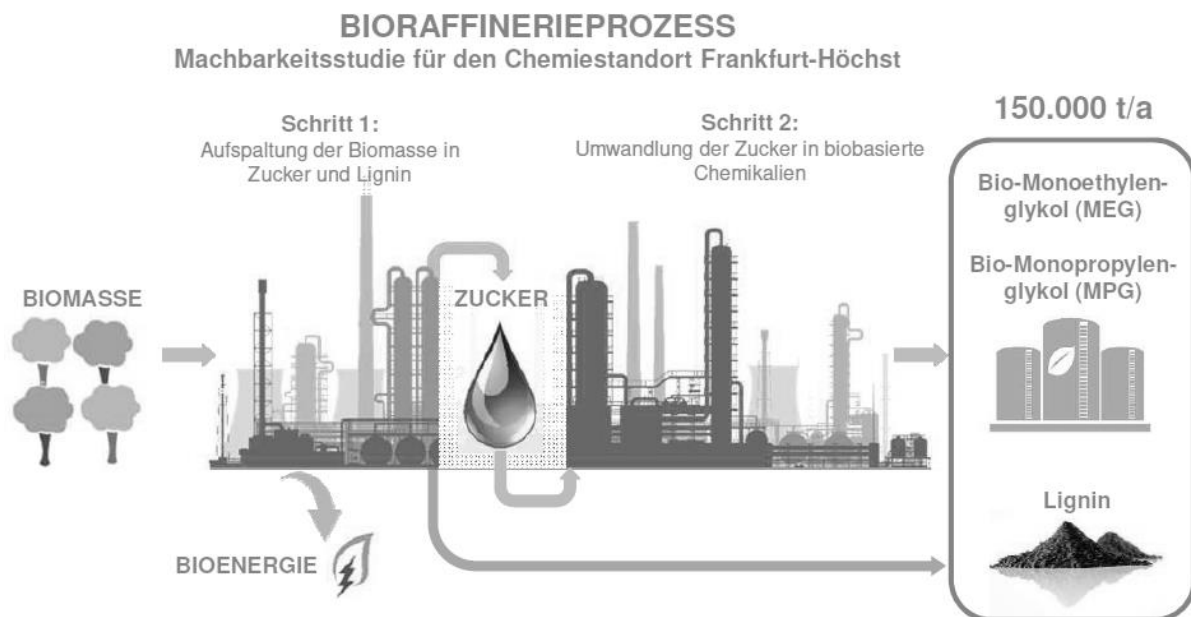 BIORAFFINERIEPROZESS
Machbarkeitsstudie für den Chemiestandort Frankfurt-Höchst
150.000 t/a
Schritt 1:
Aufspaltung der Biomasse in
Zucker und Lignin
Schritt 2:
Umwandlung der Zucker in biobasierte
Chemikalien
Bio-Monoethylen-
glykol (MEG)
Bio-Monopropylen-
glykol (MPG)
BIOMASSE
ZUCKER
Lignin
BIOENERGIE